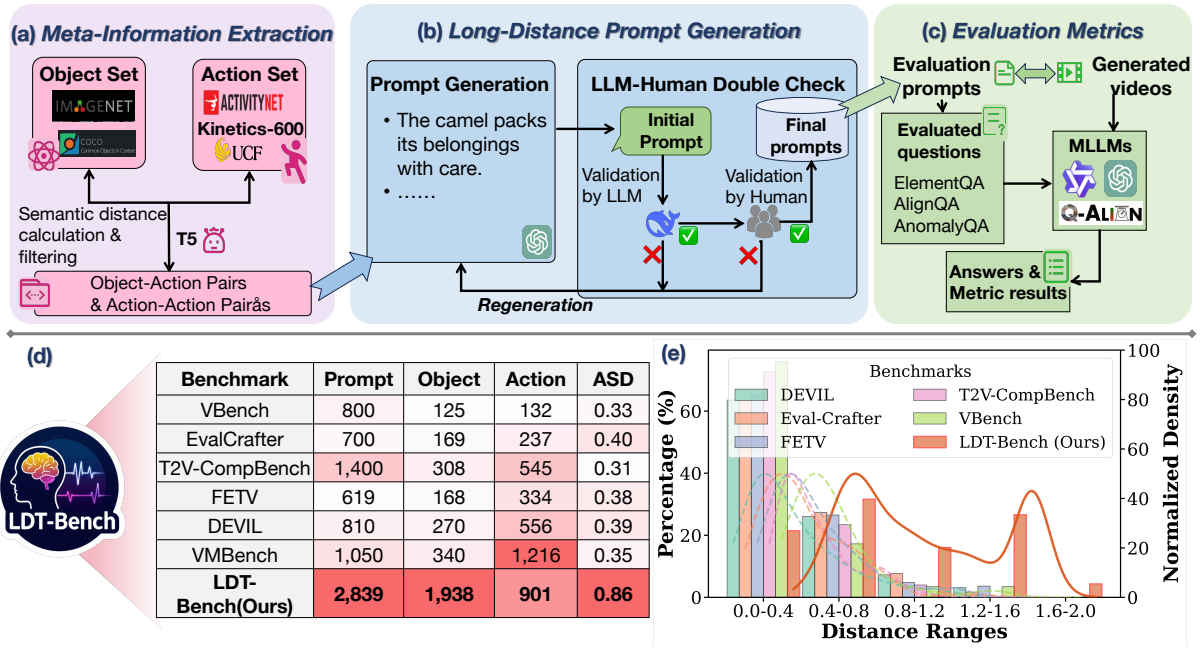 (a) Meta-Information Extraction
Object Set
IMAGENET
COCO
Common Objects in Context
Action Set
ACTIVITYNET
Kinetics-600
UCF
Semantic distance
calculation &
filtering
T5
Object-Action Pairs
& Action-Action Pairås
(b) Long-Distance Prompt Generation
Prompt Generation
• The camel packs
its belongings
with care.
• ……
LLM-Human Double Check
Initial
Prompt
Final
prompts
Validation
by LLM
Validation
by Human
Regeneration
(c) Evaluation Metrics
Evaluation
prompts
Generated
videos
Evaluated
questions
?
ElementQA
AlignQA
AnomalyQA
MLLMs
Q-ALIGN
Answers &
Metric results
(d)
LDT-Bench
Benchmark Prompt Object Action ASD
VBench 800 125 132 0.33
EvalCrafter 700 169 237 0.40
T2V-CompBench 1,400 308 545 0.31
FETV 619 168 334 0.38
DEVIL 810 270 556 0.39
VMBench 1,050 340 1,216 0.35
LDT-
Bench(Ours) 2,839 1,938 901 0.86
(e)
Benchmarks
DEVIL
Eval-Crafter
FETV
T2V-CompBench
VBench
LDT-Bench (Ours)
Percentage (%)
60
40
20
0
Normalized Density
100
80
60
40
20
0
0.0-0.4 0.4-0.8 0.8-1.2 1.2-1.6 1.6-2.0
Distance Ranges